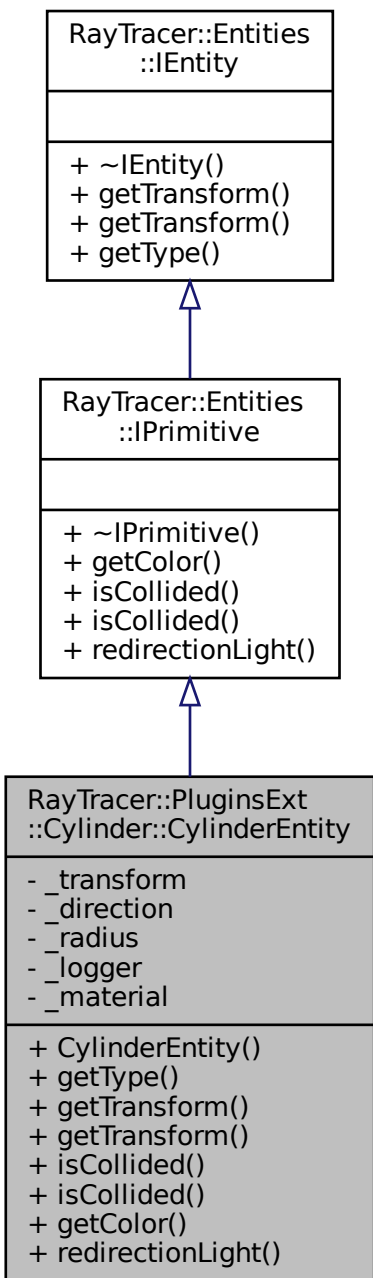 RayTracer::Entities
::IEntity
+ ~IEntity()
+ getTransform()
+ getTransform()
+ getType()
RayTracer::Entities
::IPrimitive
+ ~IPrimitive()
+ getColor()
+ isCollided()
+ isCollided()
+ redirectionLight()
RayTracer::PluginsExt
::Cylinder::CylinderEntity
- _transform
- _direction
- _radius
- _logger
- _material
+ CylinderEntity()
+ getType()
+ getTransform()
+ getTransform()
+ isCollided()
+ isCollided()
+ getColor()
+ redirectionLight()